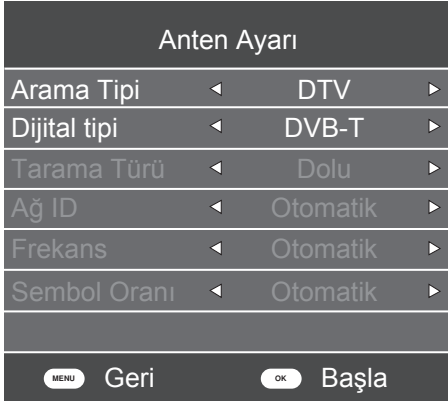 Anten Ayarı
Arama Tipi DTV
Dijital tipi DVB-T
Tarama Türü Dolu
Ağ ID Otomatik
Frekans Otomatik
Sembol Oranı Otomatik
MENU Geri OK Başla